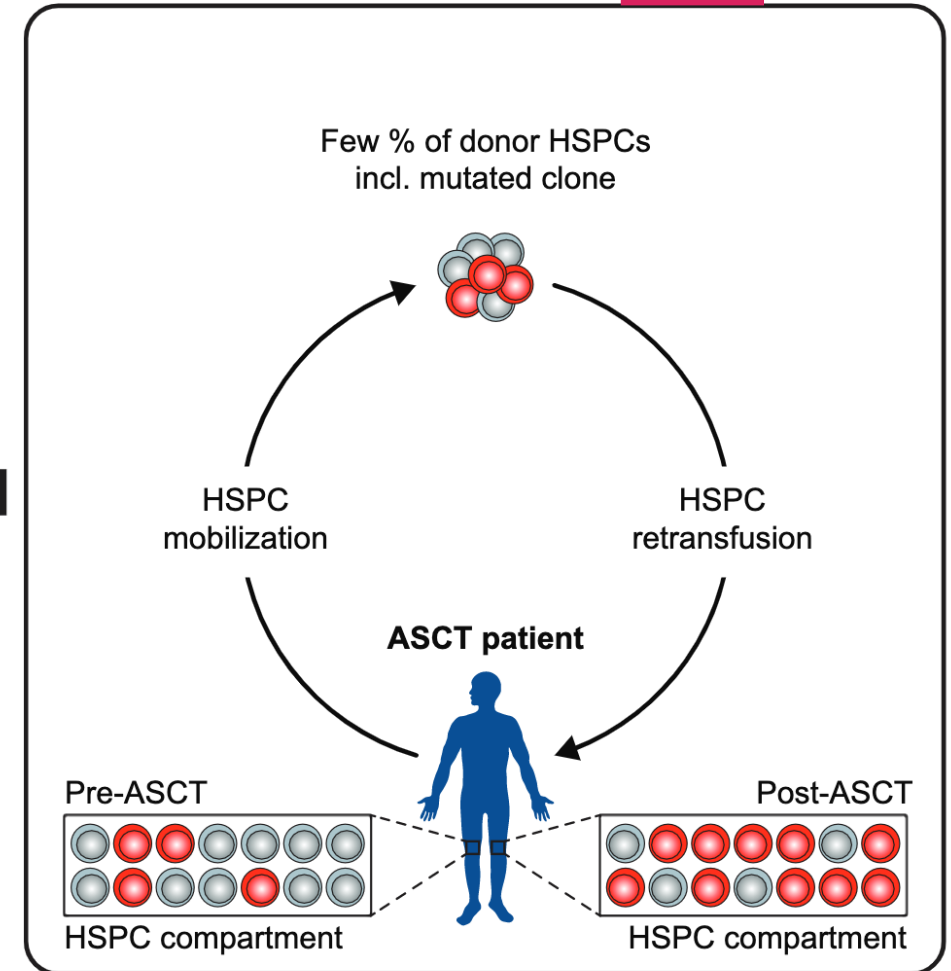 Few % of donor HSPCs
incl. mutated clone
HSPC
mobilization
HSPC
retransfusion
ASCT patient
Pre-ASCT
Post-ASCT
HSPC compartment
HSPC compartment